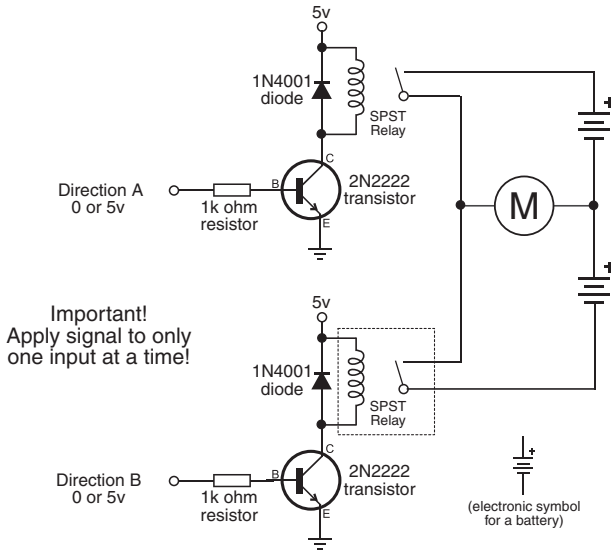 5v
1N4001
diode
SPST
Relay
C
B
2N2222
transistor
E
Direction A
0 or 5v
1k ohm
resistor
+
M
+
Important!
Apply signal to only
one input at a time!
5v
1N4001
diode
SPST
Relay
C
B
2N2222
transistor
E
Direction B
0 or 5v
1k ohm
resistor
+
(electronic symbol
for a battery)